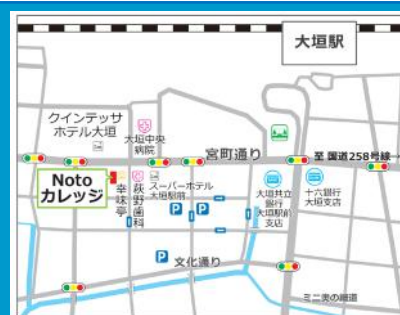 大垣駅
クインテッサ
ホテル大垣
大垣中央
病院
宮町通り
至 国道258号線
Noto
カレッジ
幸味亭
荻野歯科
スーパーホテル
大垣駅前
大垣共立
銀行
大垣駅前
支店
十六銀行
大垣支店
P
P
P
文化通り
ミニ奥の細道